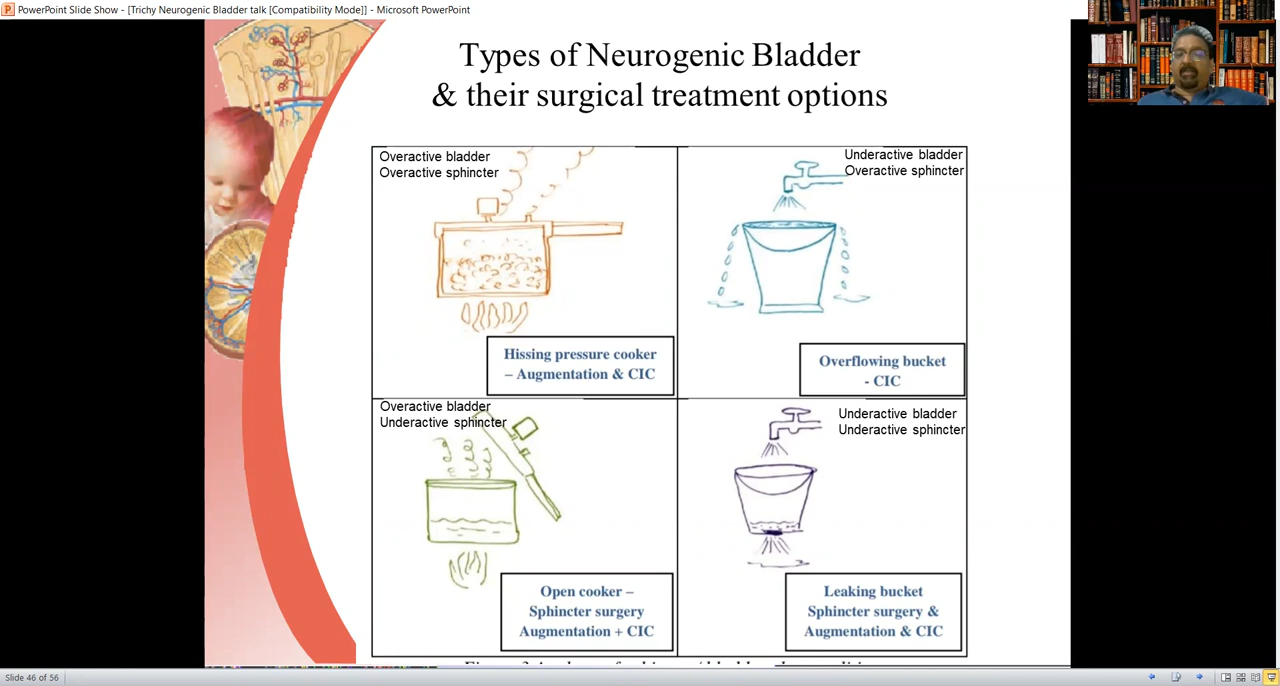 PowerPoint Slide Show - [Trichy Neurogenic Bladder talk [Compatibility Mode]] - Microsoft PowerPoint
Types of Neurogenic Bladder
& their surgical treatment options
Overactive bladder
Overactive sphincter
Hissing pressure cooker
– Augmentation & CIC
Underactive bladder
Overactive sphincter
Overflowing bucket
- CIC
Overactive bladder
Underactive sphincter
Open cooker –
Sphincter surgery
Augmentation + CIC
Underactive bladder
Underactive sphincter
Leaking bucket
Sphincter surgery &
Augmentation & CIC
Slide 46 of 56